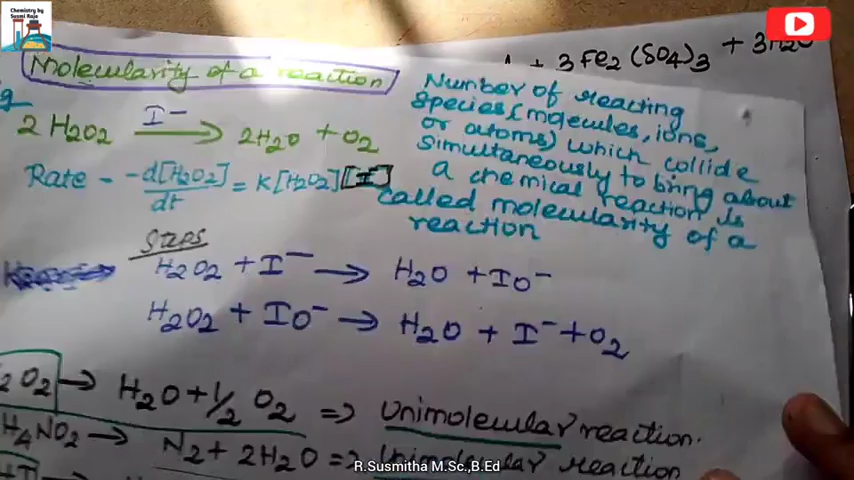 Chemistry by
Susmi Raja
+ 3Fe2 (SO4)3 + 3H2O
Molecularity of a reaction
Eg
2H2O2 I⁻ → 2H2O + O2
Rate - -d[H2O2]/dt = K[H2O2][I⁻]
Number of reacting
species (molecules, ions,
or atoms) which collide
simultaneously to bring about
a chemical reaction is
called molecularity of a
reaction
Steps
H2O2 + I⁻ → H2O + IO⁻
H2O2 + IO⁻ → H2O + I⁻ + O2
2O2 → H2O + 1/2 O2 => Unimolecular reaction.
H4NO2 → N2 + 2H2O => Unimolecular reaction
R.Susmitha M.Sc.,B.Ed